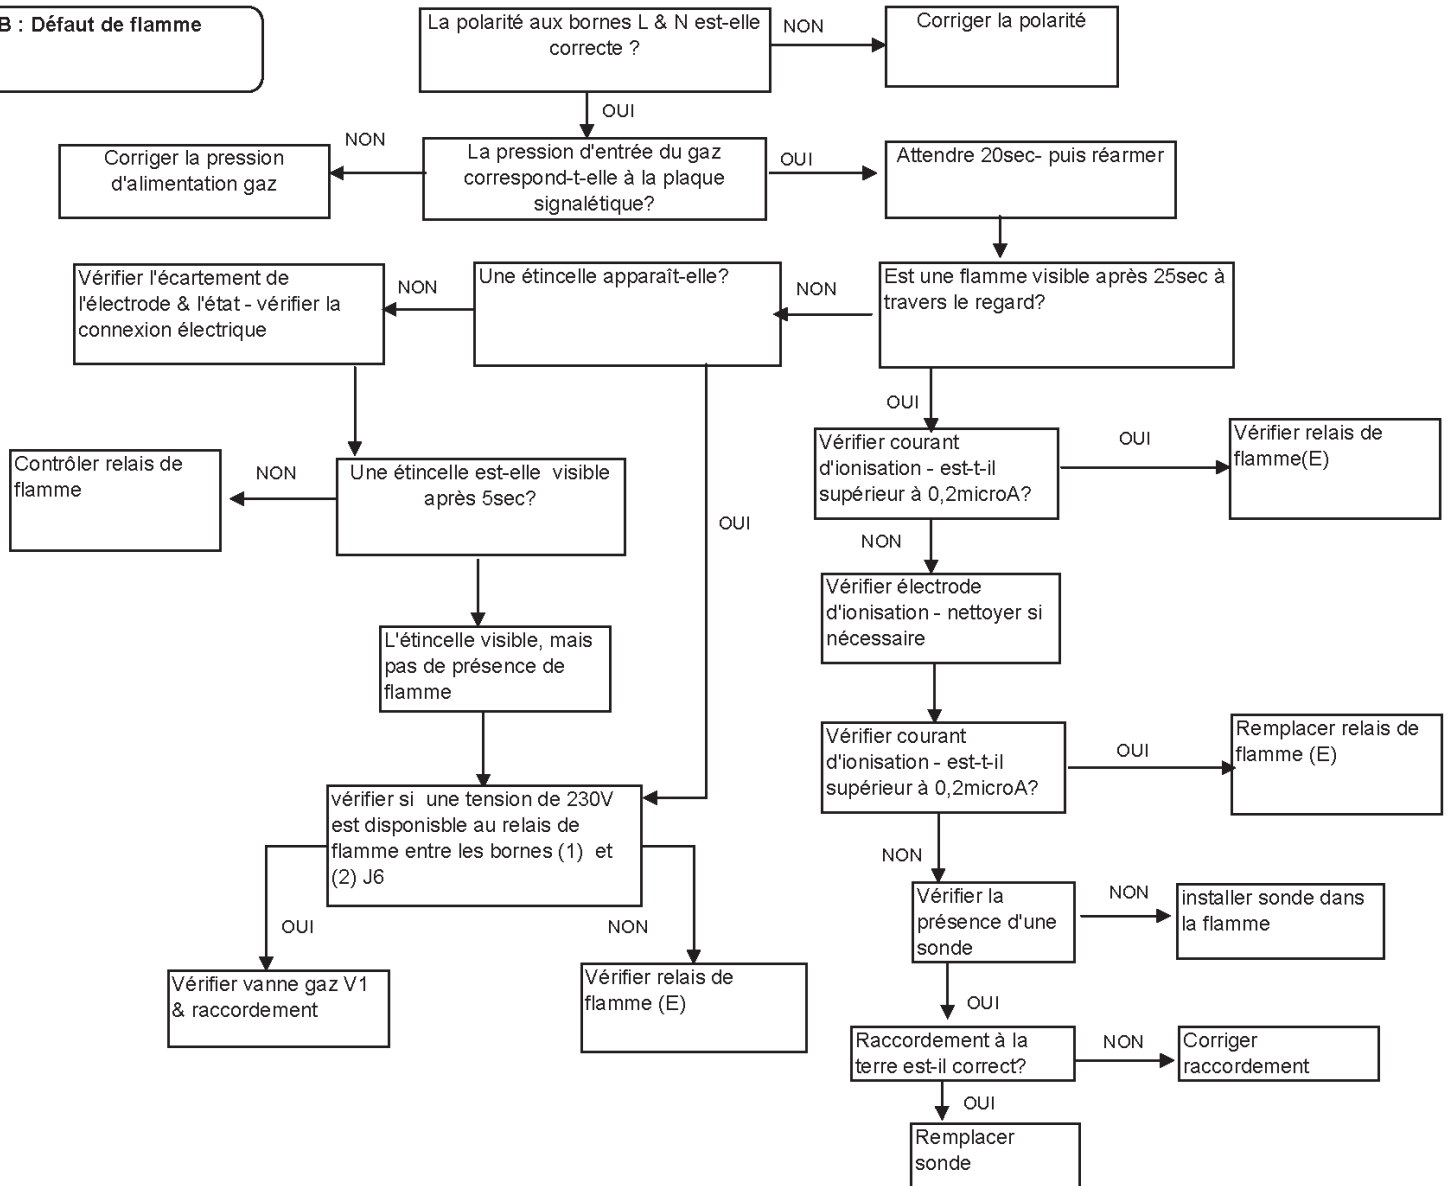 B : Défaut de flamme
La polarité aux bornes L & N est-elle
correcte ?
NON
Corriger la polarité
OUI
NON
Corriger la pression
d'alimentation gaz
La pression d'entrée du gaz
correspond-t-elle à la plaque
signalétique?
OUI
Attendre 20sec- puis réarmer
Vérifier l'écartement de
l'électrode & l'état - vérifier la
connexion électrique
NON
Une étincelle apparaît-elle?
NON
Est une flamme visible après 25sec à
travers le regard?
OUI
Contrôler relais de
flamme
NON
Une étincelle est-elle  visible
après 5sec?
OUI
Vérifier courant
d'ionisation - est-t-il
supérieur à 0,2microA?
OUI
Vérifier relais de
flamme(E)
NON
Vérifier électrode
d'ionisation - nettoyer si
nécessaire
L'étincelle visible, mais
pas de présence de
flamme
Vérifier courant
d'ionisation - est-t-il
supérieur à 0,2microA?
OUI
Remplacer relais de
flamme (E)
vérifier si  une tension de 230V
est disponisble au relais de
flamme entre les bornes (1)  et
(2) J6
NON
OUI
NON
Vérifier la
présence d'une
sonde
NON
installer sonde dans
la flamme
Vérifier vanne gaz V1
& raccordement
Vérifier relais de
flamme (E)
OUI
Raccordement à la
terre est-il correct?
NON
Corriger
raccordement
OUI
Remplacer
sonde